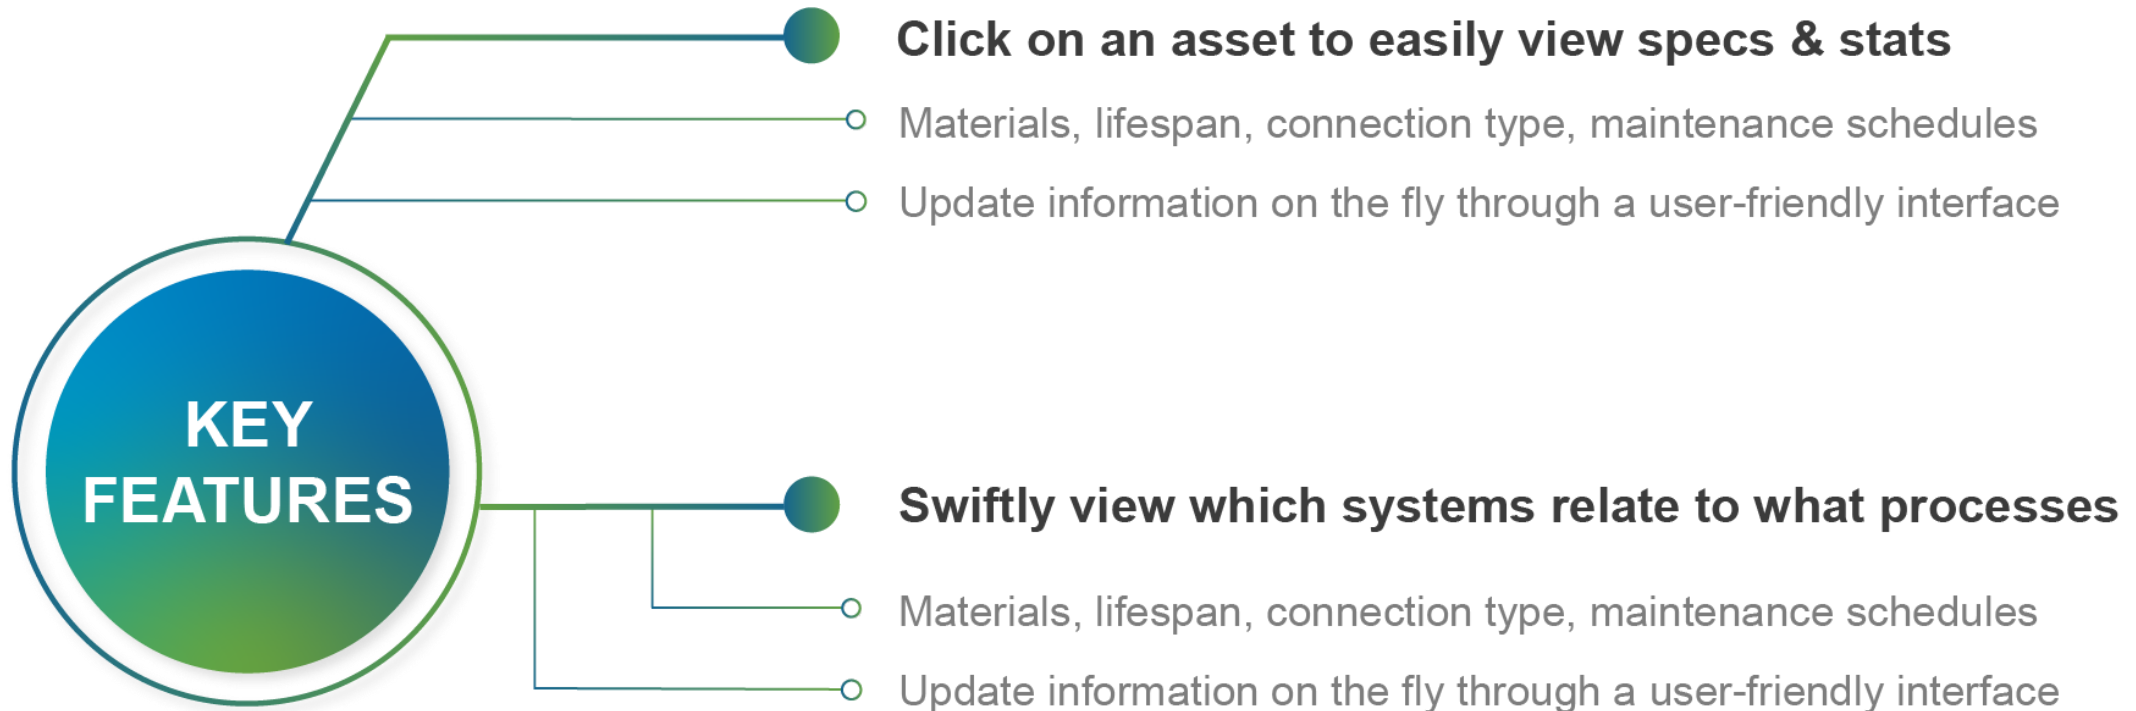 Click on an asset to easily view specs & stats
Materials, lifespan, connection type, maintenance schedules
Update information on the fly through a user-friendly interface
KEY
FEATURES
Swiftly view which systems relate to what processes
Materials, lifespan, connection type, maintenance schedules
Update information on the fly through a user-friendly interface